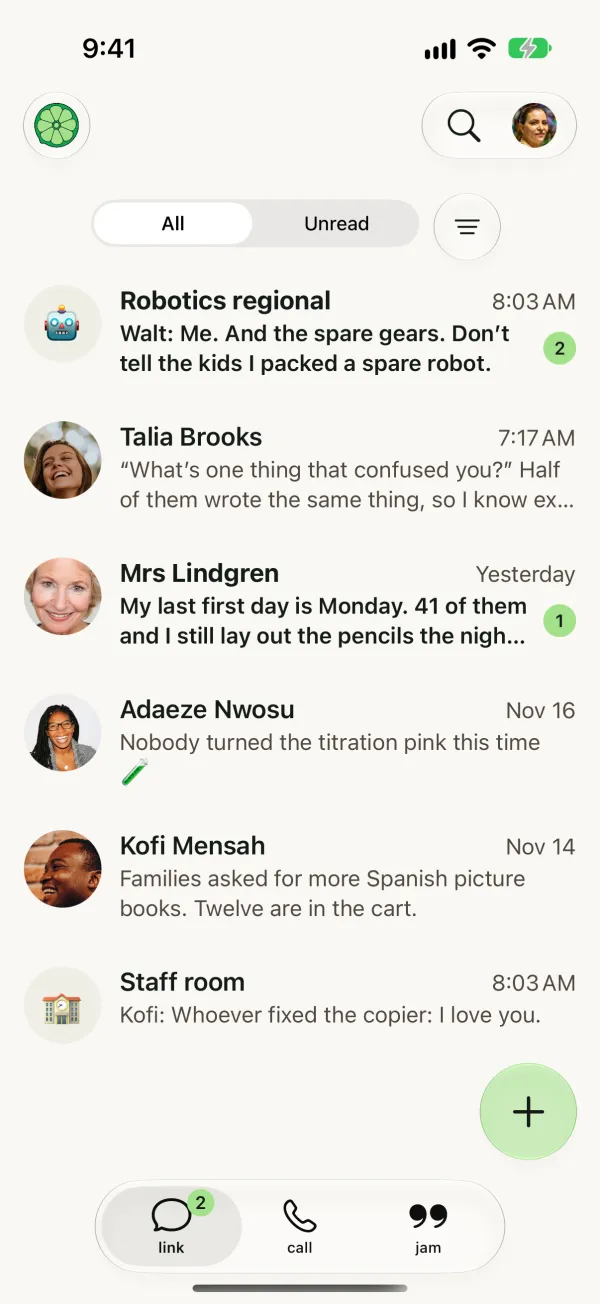 9:41
All
Unread
Robotics regional
8:03 AM
Walt: Me. And the spare gears. Don’t
tell the kids I packed a spare robot.
2
Talia Brooks
7:17 AM
“What’s one thing that confused you?” Half
of them wrote the same thing, so I know ex...
Mrs Lindgren
Yesterday
My last first day is Monday. 41 of them
and I still lay out the pencils the nigh...
1
Adaeze Nwosu
Nov 16
Nobody turned the titration pink this time
Kofi Mensah
Nov 14
Families asked for more Spanish picture
books. Twelve are in the cart.
Staff room
8:03 AM
Kofi: Whoever fixed the copier: I love you.
2
link
call
jam